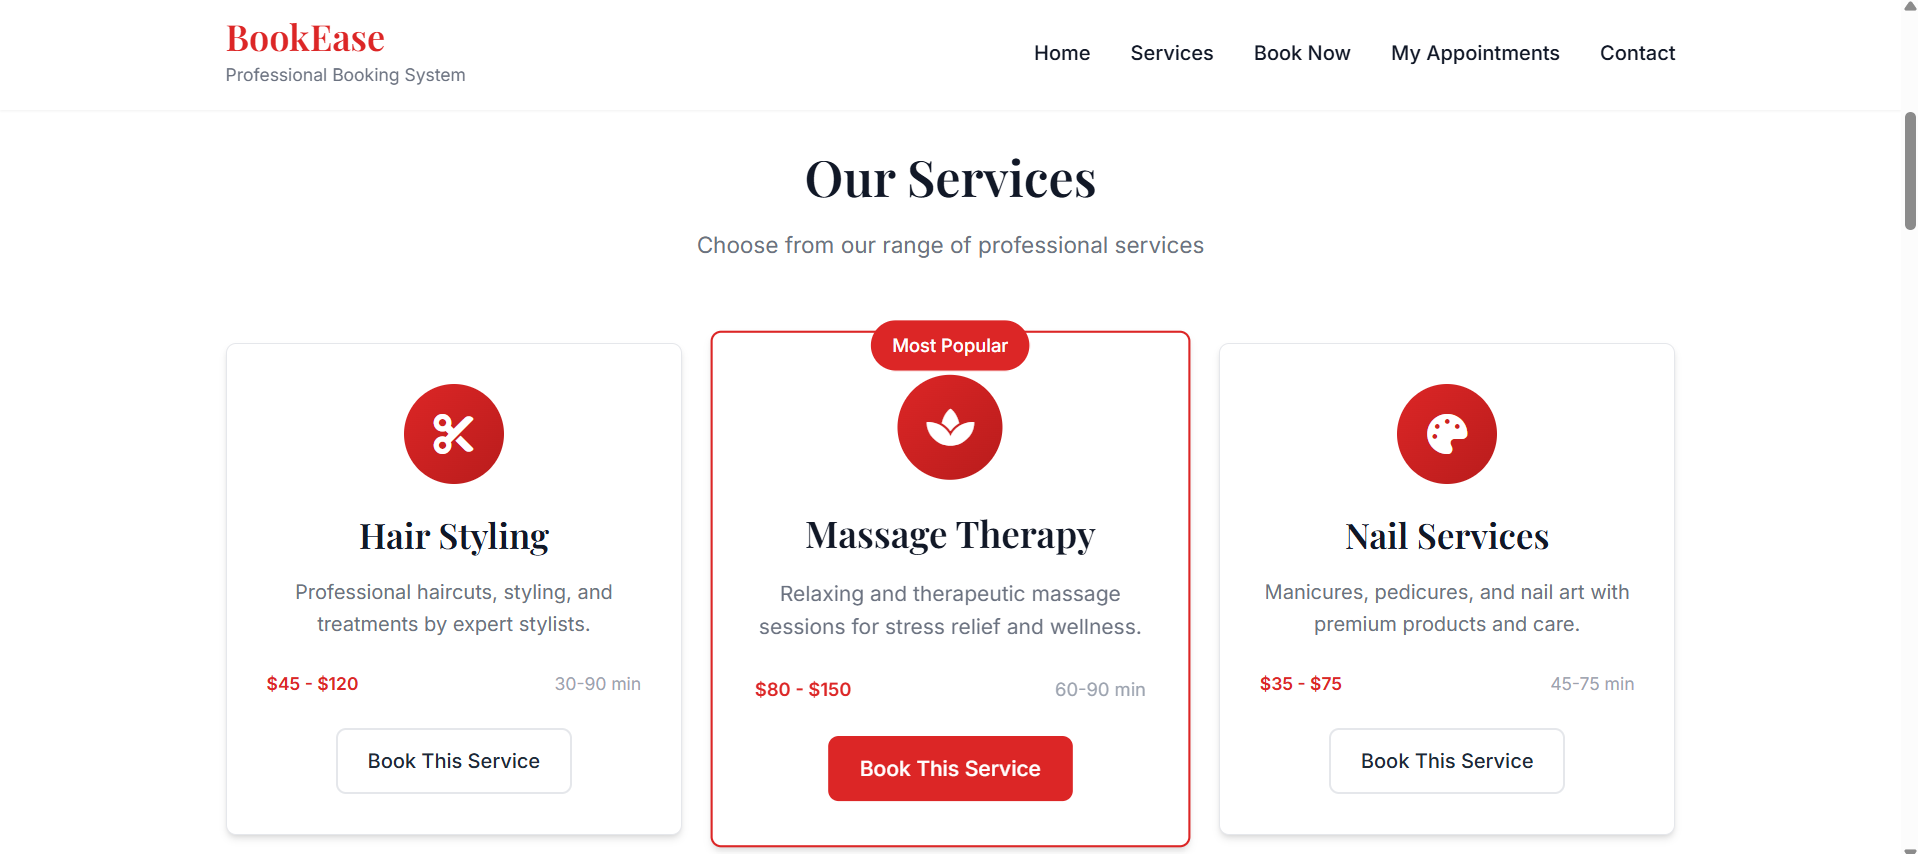 BookEase
Professional Booking System
Home
Services
Book Now
My Appointments
Contact
Our Services
Choose from our range of professional services
Hair Styling
Professional haircuts, styling, and
treatments by expert stylists.
$45 - $120
30-90 min
Book This Service
Most Popular
Massage Therapy
Relaxing and therapeutic massage
sessions for stress relief and wellness.
$80 - $150
60-90 min
Book This Service
Nail Services
Manicures, pedicures, and nail art with
premium products and care.
$35 - $75
45-75 min
Book This Service